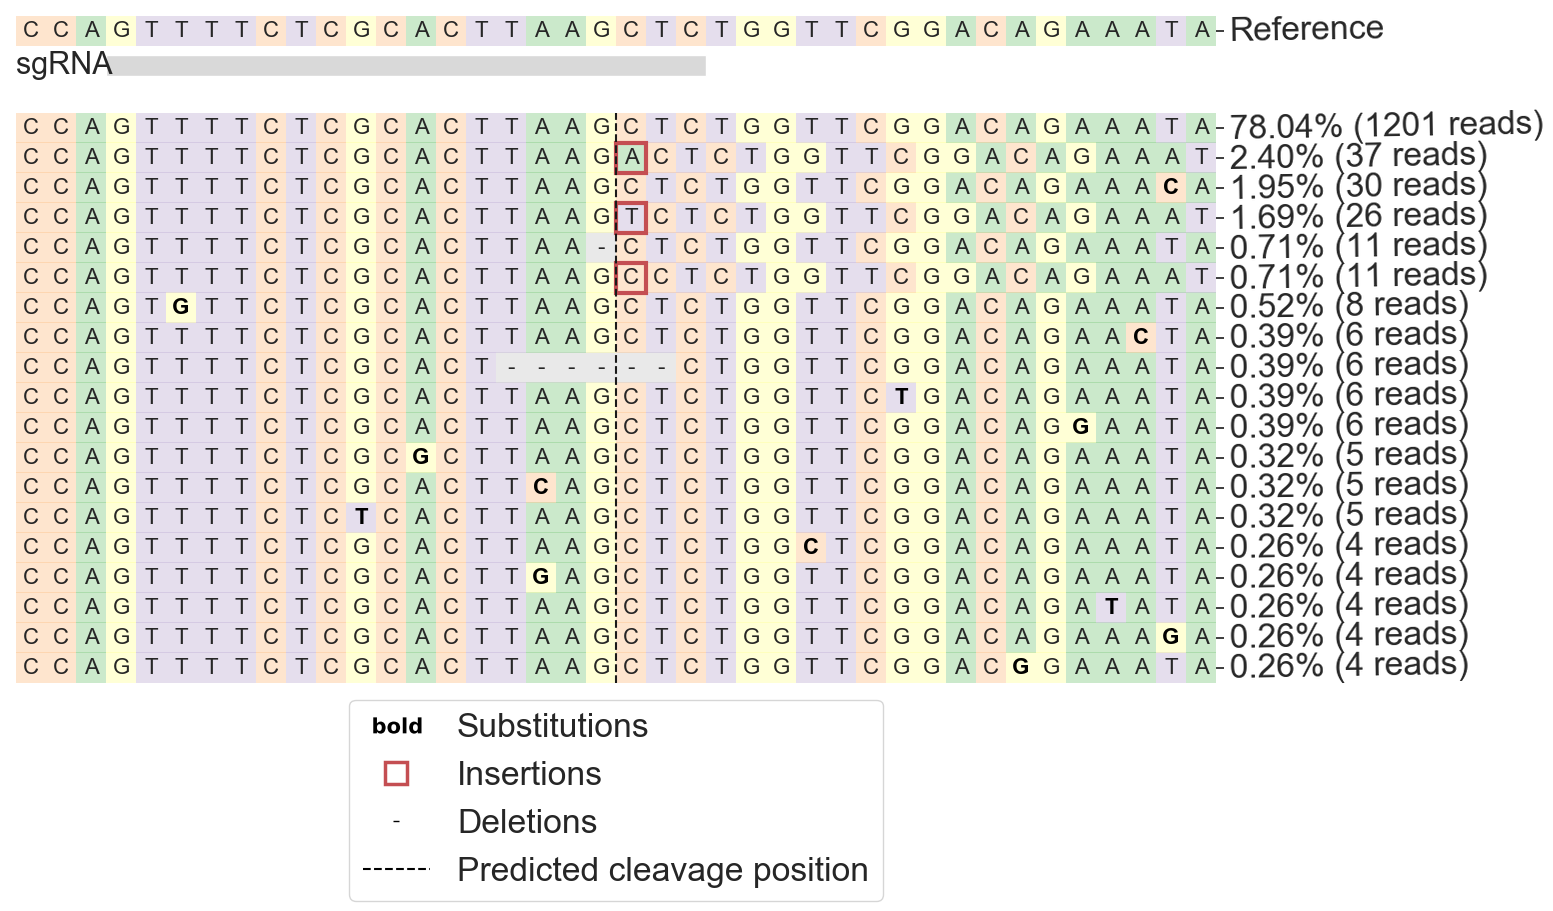 C C A G T T T T C T C G C A C T T A A G C T C T G G T T C G G A C A G A A A T A Reference
sgRNA
C C A G T T T T C T C G C A C T T A A G C T C T G G T T C G G A C A G A A A T A 78.04% (1201 reads)
C C A G T T T T C T C G C A C T T A A G A C T C T G G T T C G G A C A G A A A T 2.40% (37 reads)
C C A G T T T T C T C G C A C T T A A G C T C T G G T T C G G A C A G A A A C A 1.95% (30 reads)
C C A G T T T T C T C G C A C T T A A G T C T C T G G T T C G G A C A G A A A T 1.69% (26 reads)
C C A G T T T T C T C G C A C T T A A - C T C T G G T T C G G A C A G A A A T A 0.71% (11 reads)
C C A G T T T T C T C G C A C T T A A G C C T C T G G T T C G G A C A G A A A T 0.71% (11 reads)
C C A G T G T T C T C G C A C T T A A G C T C T G G T T C G G A C A G A A A T A 0.52% (8 reads)
C C A G T T T T C T C G C A C T T A A G C T C T G G T T C G G A C A G A A C T A 0.39% (6 reads)
C C A G T T T T C T C G C A C T - - - - - - C T G G T T C G G A C A G A A A T A 0.39% (6 reads)
C C A G T T T T C T C G C A C T T A A G C T C T G G T T C T G A C A G A A A T A 0.39% (6 reads)
C C A G T T T T C T C G C A C T T A A G C T C T G G T T C G G A C A G G A A T A 0.39% (6 reads)
C C A G T T T T C T C G C G C T T A A G C T C T G G T T C G G A C A G A A A T A 0.32% (5 reads)
C C A G T T T T C T C G C A C T T C A G C T C T G G T T C G G A C A G A A A T A 0.32% (5 reads)
C C A G T T T T C T C T C A C T T A A G C T C T G G T T C G G A C A G A A A T A 0.32% (5 reads)
C C A G T T T T C T C G C A C T T A A G C T C T G G C T C G G A C A G A A A T A 0.26% (4 reads)
C C A G T T T T C T C G C A C T T G A G C T C T G G T T C G G A C A G A A A T A 0.26% (4 reads)
C C A G T T T T C T C G C A C T T A A G C T C T G G T T C G G A C A G A T A T A 0.26% (4 reads)
C C A G T T T T C T C G C A C T T A A G C T C T G G T T C G G A C A G A A A G A 0.26% (4 reads)
C C A G T T T T C T C G C A C T T A A G C T C T G G T T C G G A C G G A A A T A 0.26% (4 reads)
bold Substitutions
Insertions
- Deletions
Predicted cleavage position